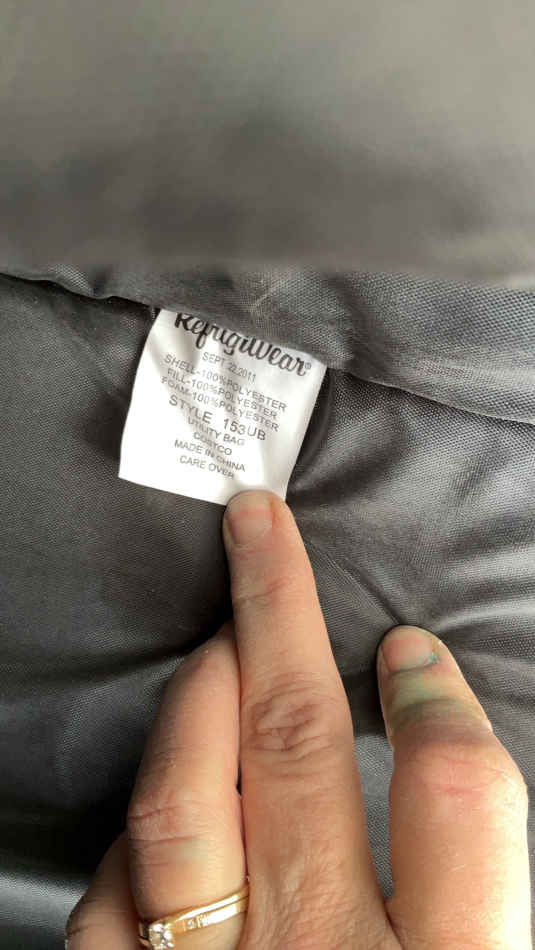 RefrigiWear®
SEPT 22,2011
SHELL-100%POLYESTER
FILL-100%POLYESTER
FOAM-100%POLYESTER
STYLE 153UB
UTILITY BAG
COSTCO
MADE IN CHINA
CARE OVER